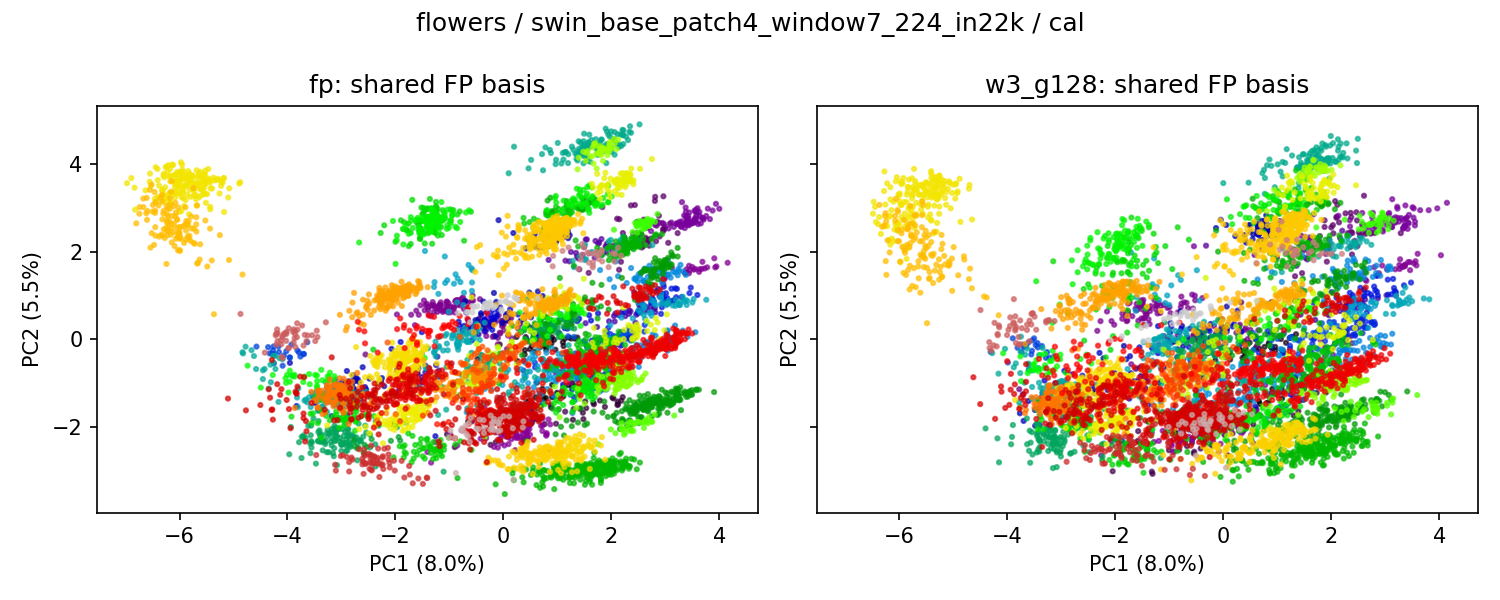 flowers / swin_base_patch4_window7_224_in22k / cal
fp: shared FP basis
w3_g128: shared FP basis
PC2 (5.5%)
4
2
0
−2
−6
−4
−2
0
2
4
PC1 (8.0%)
PC2 (5.5%)
−6
−4
−2
0
2
4
PC1 (8.0%)